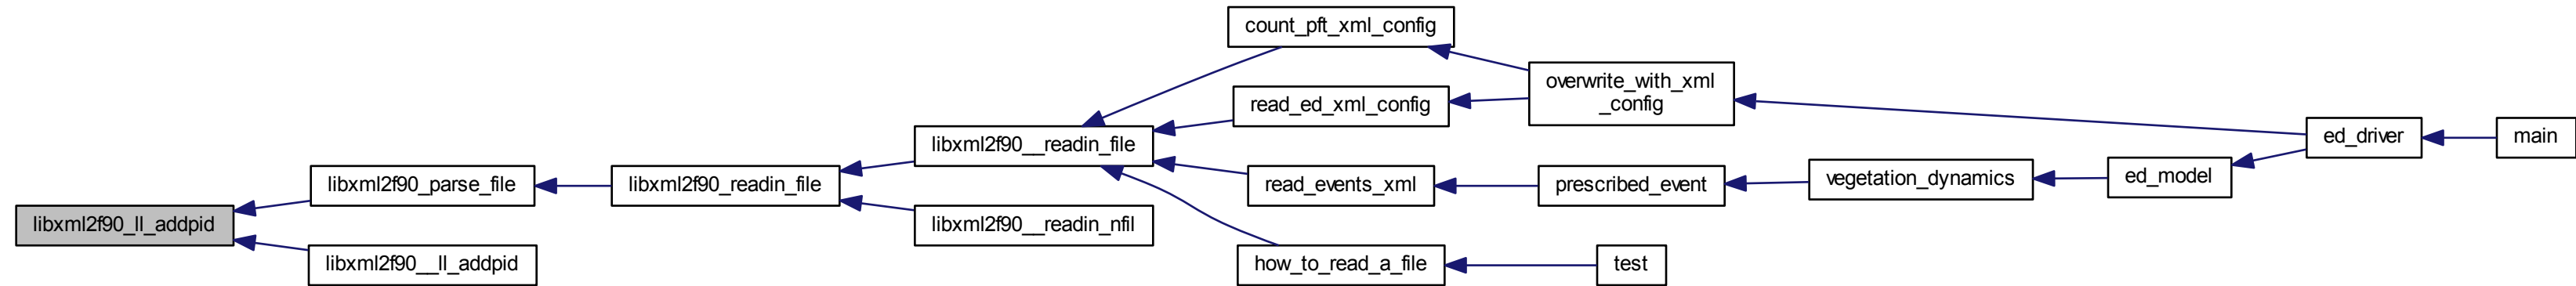 count_pft_xml_config
overwrite_with_xml
_config
read_ed_xml_config
libxml2f90__readin_file
ed_driver
main
libxml2f90_parse_file
libxml2f90_readin_file
read_events_xml
prescribed_event
vegetation_dynamics
ed_model
libxml2f90_ll_addpid
libxml2f90__readin_nfil
libxml2f90__ll_addpid
how_to_read_a_file
test